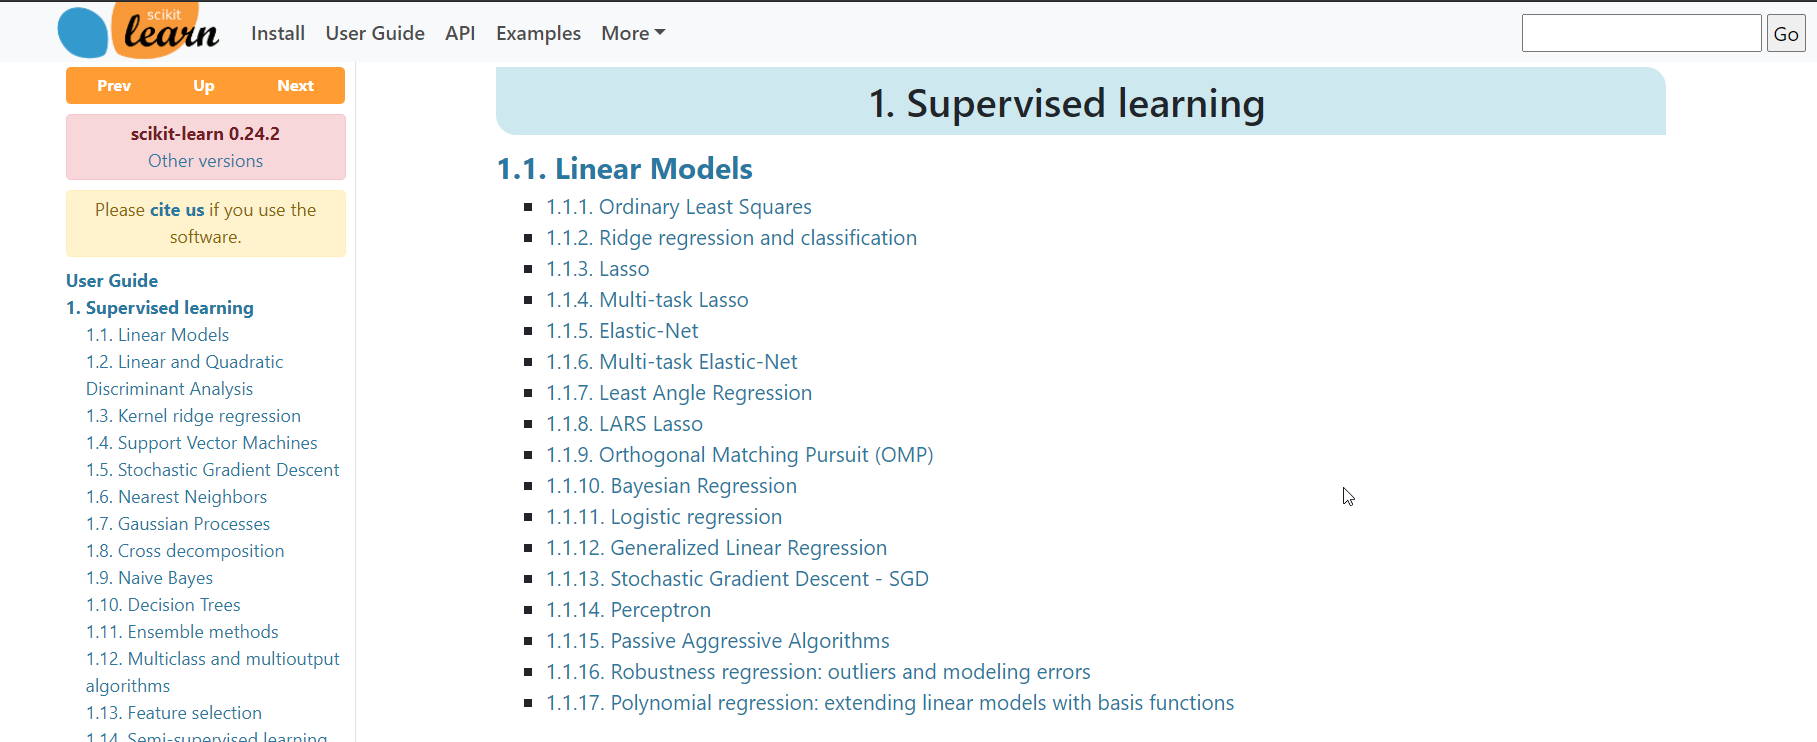 scikit
learn
Install User Guide API Examples More
Go
Prev Up Next
scikit-learn 0.24.2
Other versions
Please cite us if you use the
software.
User Guide
1. Supervised learning
1.1. Linear Models
1.2. Linear and Quadratic
Discriminant Analysis
1.3. Kernel ridge regression
1.4. Support Vector Machines
1.5. Stochastic Gradient Descent
1.6. Nearest Neighbors
1.7. Gaussian Processes
1.8. Cross decomposition
1.9. Naive Bayes
1.10. Decision Trees
1.11. Ensemble methods
1.12. Multiclass and multioutput
algorithms
1.13. Feature selection
1.14. Semi-supervised learning
1. Supervised learning
1.1. Linear Models
1.1.1. Ordinary Least Squares
1.1.2. Ridge regression and classification
1.1.3. Lasso
1.1.4. Multi-task Lasso
1.1.5. Elastic-Net
1.1.6. Multi-task Elastic-Net
1.1.7. Least Angle Regression
1.1.8. LARS Lasso
1.1.9. Orthogonal Matching Pursuit (OMP)
1.1.10. Bayesian Regression
1.1.11. Logistic regression
1.1.12. Generalized Linear Regression
1.1.13. Stochastic Gradient Descent - SGD
1.1.14. Perceptron
1.1.15. Passive Aggressive Algorithms
1.1.16. Robustness regression: outliers and modeling errors
1.1.17. Polynomial regression: extending linear models with basis functions